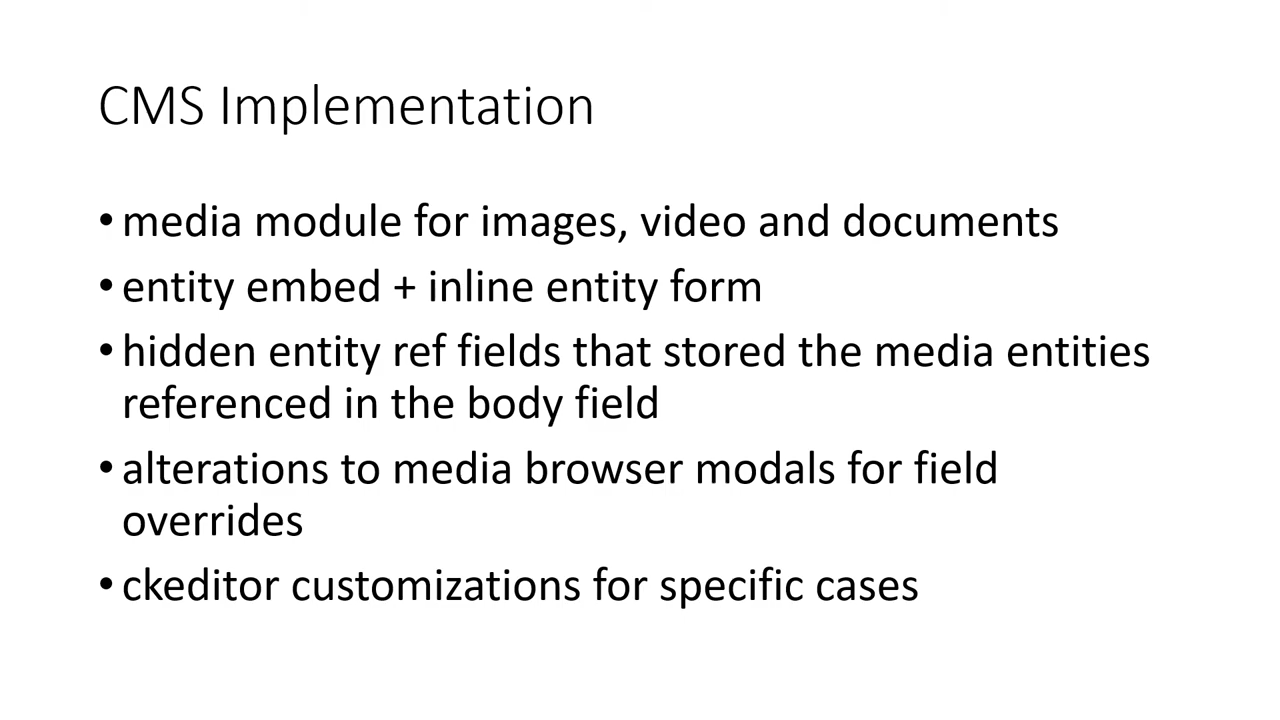 CMS Implementation
•media module for images, video and documents
•entity embed + inline entity form
•hidden entity ref fields that stored the media entities
referenced in the body field
•alterations to media browser modals for field
overrides
•ckeditor customizations for specific cases